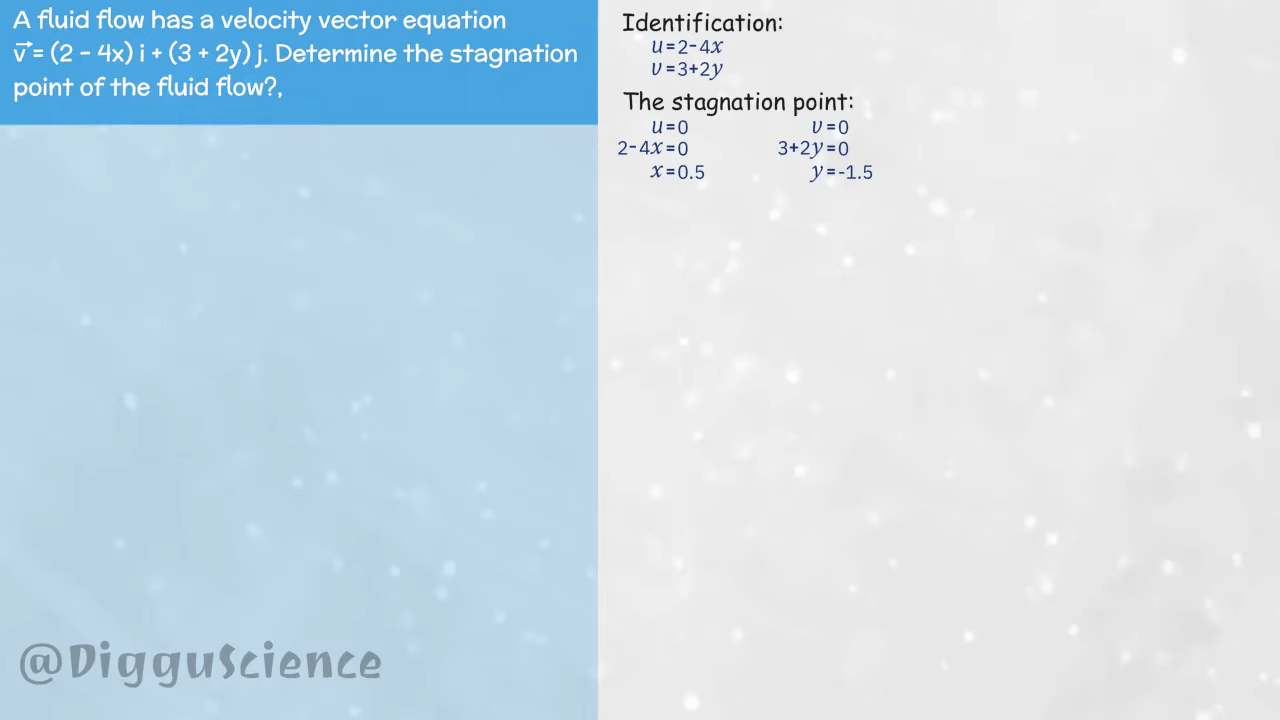 A fluid flow has a velocity vector equation
v⃗ = (2 − 4x) i + (3 + 2y) j. Determine the stagnation
point of the fluid flow?,
Identification:
u=2-4x
v=3+2y
The stagnation point:
u=0 v=0
2-4x=0 3+2y=0
x=0.5 y=-1.5
@DigguScience